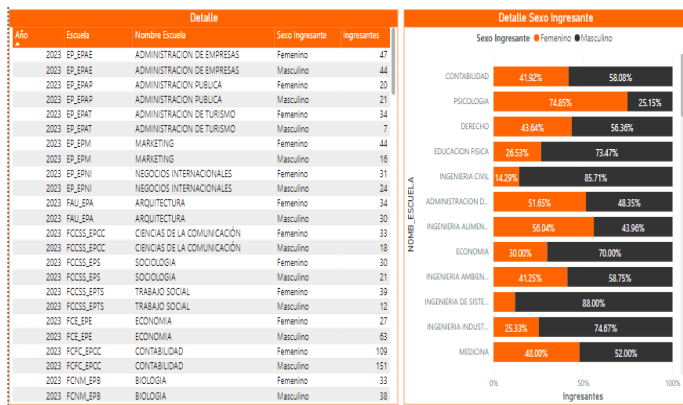 Detalle
Año Escuela Nombre Escuela Sexo Ingresante Ingresantes
2023 EP_EPAE ADMINISTRACION DE EMPRESAS Femenino 47
2023 EP_EPAE ADMINISTRACION DE EMPRESAS Masculino 44
2023 EP_EPAP ADMINISTRACION PUBLICA Femenino 20
2023 EP_EPAP ADMINISTRACION PUBLICA Masculino 21
2023 EP_EPAT ADMINISTRACION DE TURISMO Femenino 34
2023 EP_EPAT ADMINISTRACION DE TURISMO Masculino 7
2023 EP_EPM MARKETING Femenino 44
2023 EP_EPM MARKETING Masculino 16
2023 EP_EPNI NEGOCIOS INTERNACIONALES Femenino 31
2023 EP_EPNI NEGOCIOS INTERNACIONALES Masculino 24
2023 FAU_EPA ARQUITECTURA Femenino 34
2023 FAU_EPA ARQUITECTURA Masculino 30
2023 FCCSS_EPCC CIENCIAS DE LA COMUNICACIÓN Femenino 33
2023 FCCSS_EPCC CIENCIAS DE LA COMUNICACIÓN Masculino 18
2023 FCCSS_EPS SOCIOLOGIA Femenino 30
2023 FCCSS_EPS SOCIOLOGIA Masculino 21
2023 FCCSS_EPTS TRABAJO SOCIAL Femenino 39
2023 FCCSS_EPTS TRABAJO SOCIAL Masculino 12
2023 FCE_EPE ECONOMIA Femenino 27
2023 FCE_EPE ECONOMIA Masculino 63
2023 FCFC_EPCC CONTABILIDAD Femenino 109
2023 FCFC_EPCC CONTABILIDAD Masculino 151
2023 FCNM_EPB BIOLOGIA Femenino 33
2023 FCNM_EPB BIOLOGIA Masculino 38
Detalle Sexo Ingresante
Sexo Ingresante Femenino Masculino
NOMB_ESCUELA
CONTABILIDAD 41.92% 58.08%
PSICOLOGIA 74.85% 25.15%
DERECHO 43.64% 56.36%
EDUCACION FISICA 26.53% 73.47%
INGENIERIA CIVIL 14.29% 85.71%
ADMINISTRACION D... 51.65% 48.35%
INGENIERIA ALIMEN... 56.04% 43.96%
ECONOMIA 30.00% 70.00%
INGENIERIA AMBIEN... 41.25% 58.75%
INGENIERIA DE SISTE... 88.00%
INGENIERIA INDUST... 25.33% 74.67%
MEDICINA 48.00% 52.00%
0% 50% 100%
Ingresantes